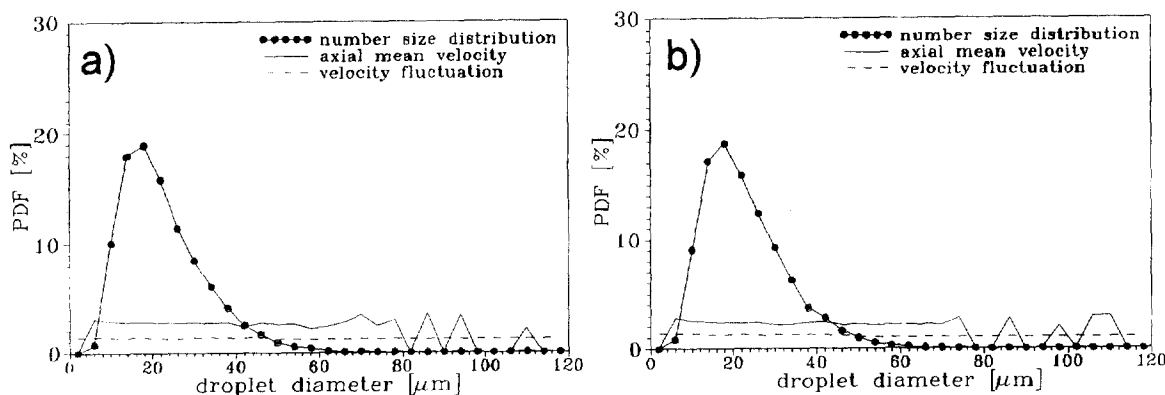 a)
number size distribution
axial mean velocity
velocity fluctuation
PDF [%]
30
20
10
0
0 20 40 60 80 100 120
droplet diameter [μm]
b)
number size distribution
axial mean velocity
velocity fluctuation
PDF [%]
30
20
10
0
0 20 40 60 80 100 120
droplet diameter [μm]